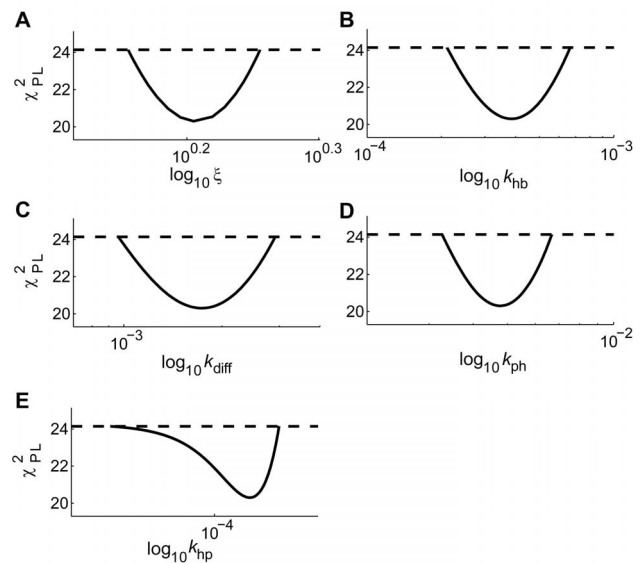 A
B
24
22
20
χ²PL
10^0.2
10^0.3
log10 ξ
24
22
20
10^-4
10^-3
log10 khb
C
D
24
22
20
χ²PL
10^-3
log10 kdiff
24
22
20
10^-2
log10 kph
E
24
22
20
χ²PL
10^-4
log10 khp